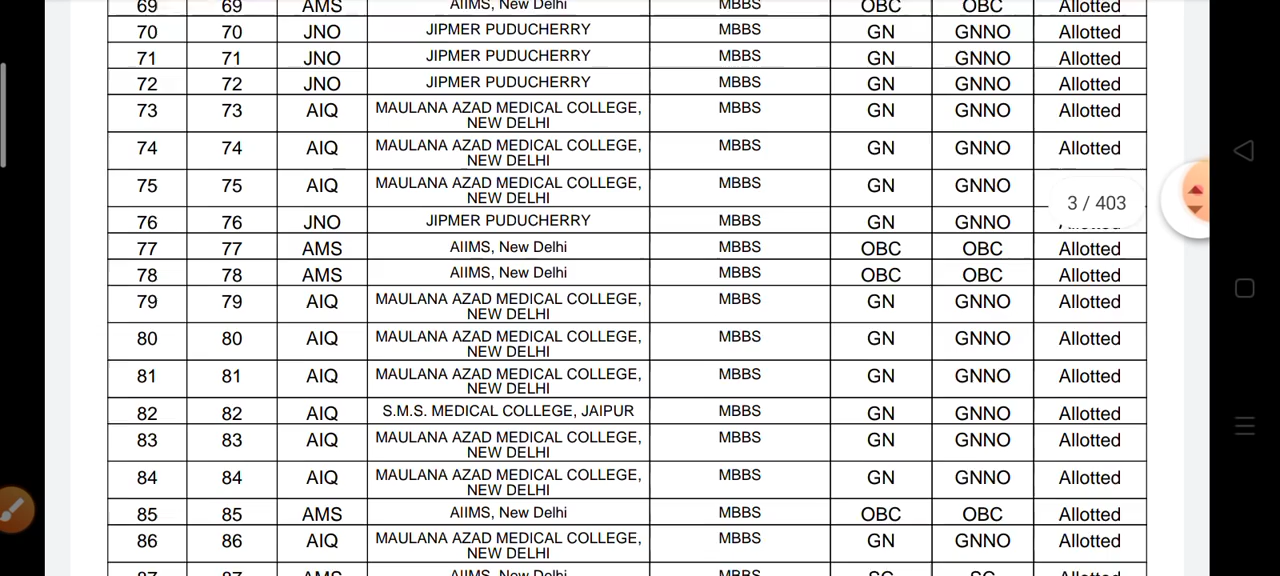 69 69 AMS AIIMS, New Delhi MBBS OBC OBC Allotted
70 70 JNO JIPMER PUDUCHERRY MBBS GN GNNO Allotted
71 71 JNO JIPMER PUDUCHERRY MBBS GN GNNO Allotted
72 72 JNO JIPMER PUDUCHERRY MBBS GN GNNO Allotted
73 73 AIQ MAULANA AZAD MEDICAL COLLEGE, MBBS GN GNNO Allotted
NEW DELHI
74 74 AIQ MAULANA AZAD MEDICAL COLLEGE, MBBS GN GNNO Allotted
NEW DELHI
75 75 AIQ MAULANA AZAD MEDICAL COLLEGE, MBBS GN GNNO
NEW DELHI
3 / 403
76 76 JNO JIPMER PUDUCHERRY MBBS GN GNNO
77 77 AMS AIIMS, New Delhi MBBS OBC OBC Allotted
78 78 AMS AIIMS, New Delhi MBBS OBC OBC Allotted
79 79 AIQ MAULANA AZAD MEDICAL COLLEGE, MBBS GN GNNO Allotted
NEW DELHI
80 80 AIQ MAULANA AZAD MEDICAL COLLEGE, MBBS GN GNNO Allotted
NEW DELHI
81 81 AIQ MAULANA AZAD MEDICAL COLLEGE, MBBS GN GNNO Allotted
NEW DELHI
82 82 AIQ S.M.S. MEDICAL COLLEGE, JAIPUR MBBS GN GNNO Allotted
83 83 AIQ MAULANA AZAD MEDICAL COLLEGE, MBBS GN GNNO Allotted
NEW DELHI
84 84 AIQ MAULANA AZAD MEDICAL COLLEGE, MBBS GN GNNO Allotted
NEW DELHI
85 85 AMS AIIMS, New Delhi MBBS OBC OBC Allotted
86 86 AIQ MAULANA AZAD MEDICAL COLLEGE, MBBS GN GNNO Allotted
NEW DELHI
87 87 AMS AIIMS, New Delhi MBBS SC SC Allotted